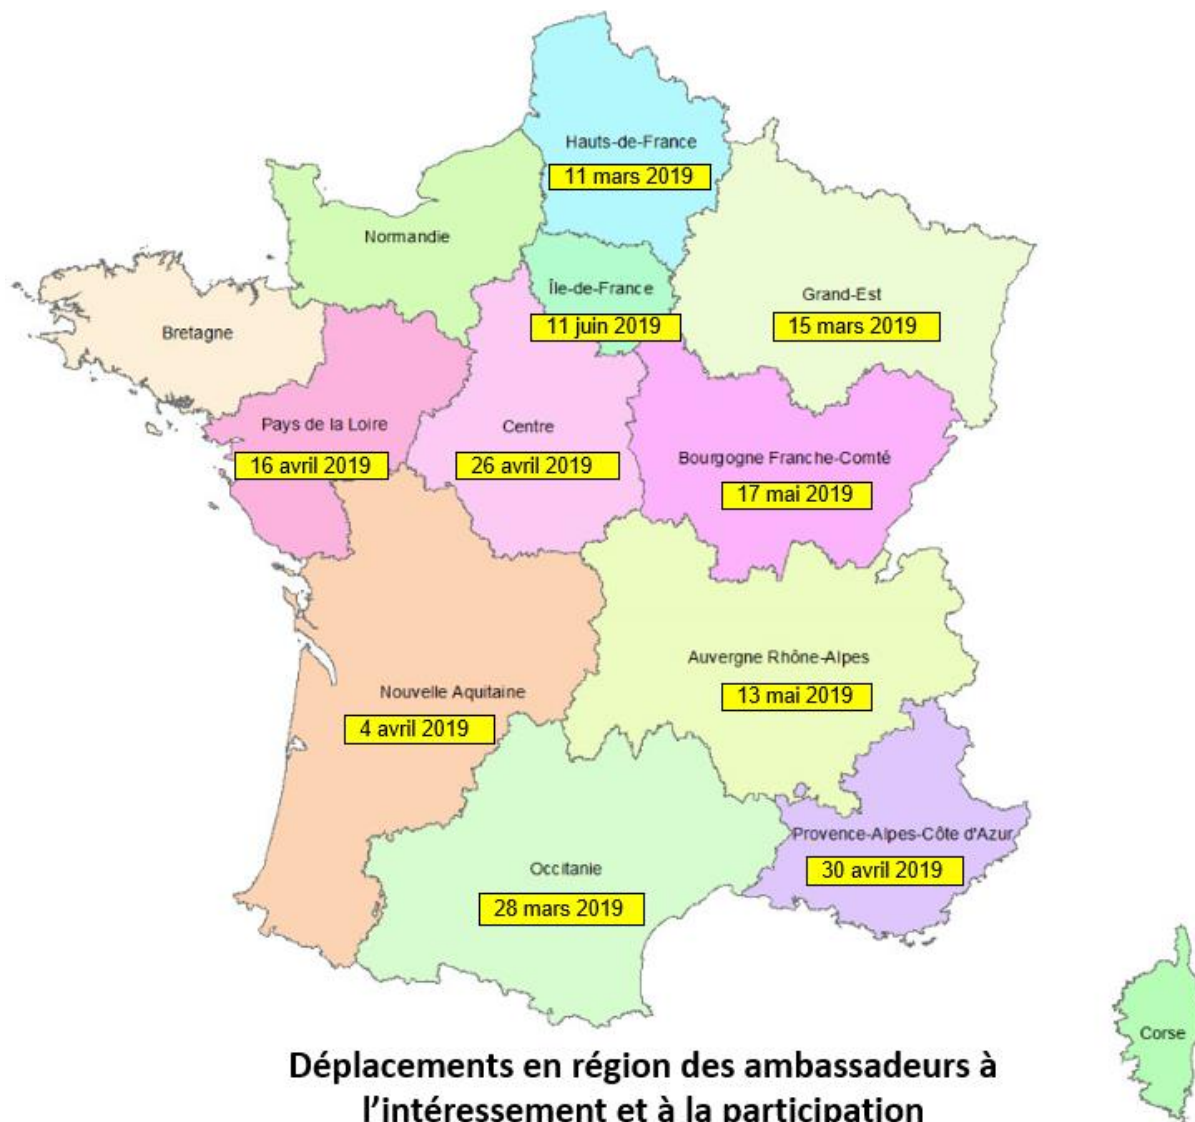 Hauts-de-France
11 mars 2019
Normandie
Île-de-France
11 juin 2019
Grand-Est
15 mars 2019
Bretagne
Pays de la Loire
16 avril 2019
Centre
26 avril 2019
Bourgogne Franche-Comté
17 mai 2019
Auvergne Rhône-Alpes
13 mai 2019
Nouvelle Aquitaine
4 avril 2019
Provence-Alpes-Côte d'Azur
30 avril 2019
Occitanie
28 mars 2019
Corse
Déplacements en région des ambassadeurs à
l'intéressement et à la participation